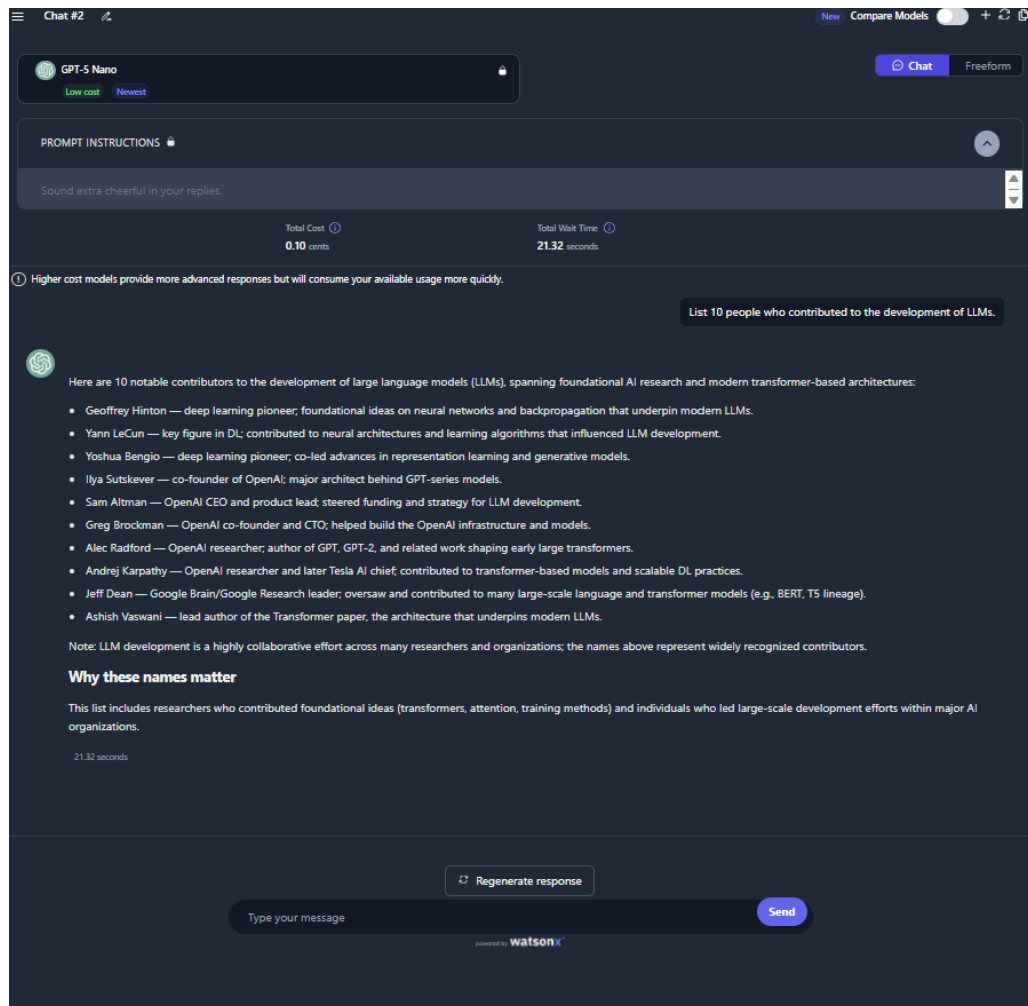 Chat #2
New Compare Models
GPT-5 Nano
Low cost Newest
Chat Freeform
PROMPT INSTRUCTIONS
Sound extra cheerful in your replies.
Total Cost
0.10 cents
Total Wait Time
21.32 seconds
Higher cost models provide more advanced responses but will consume your available usage more quickly.
List 10 people who contributed to the development of LLMs.
Here are 10 notable contributors to the development of large language models (LLMs), spanning foundational AI research and modern transformer-based architectures:
• Geoffrey Hinton — deep learning pioneer; foundational ideas on neural networks and backpropagation that underpin modern LLMs.
• Yann LeCun — key figure in DL; contributed to neural architectures and learning algorithms that influenced LLM development.
• Yoshua Bengio — deep learning pioneer; co-led advances in representation learning and generative models.
• Ilya Sutskever — co-founder of OpenAI; major architect behind GPT-series models.
• Sam Altman — OpenAI CEO and product lead; steered funding and strategy for LLM development.
• Greg Brockman — OpenAI co-founder and CTO; helped build the OpenAI infrastructure and models.
• Alec Radford — OpenAI researcher; author of GPT, GPT-2, and related work shaping early large transformers.
• Andrej Karpathy — OpenAI researcher and later Tesla AI chief; contributed to transformer-based models and scalable DL practices.
• Jeff Dean — Google Brain/Google Research leader; oversaw and contributed to many large-scale language and transformer models (e.g., BERT, T5 lineage).
• Ashish Vaswani — lead author of the Transformer paper, the architecture that underpins modern LLMs.
Note: LLM development is a highly collaborative effort across many researchers and organizations; the names above represent widely recognized contributors.
Why these names matter
This list includes researchers who contributed foundational ideas (transformers, attention, training methods) and individuals who led large-scale development efforts within major AI
organizations.
21.32 seconds
Regenerate response
Type your message
Send
powered by watsonx